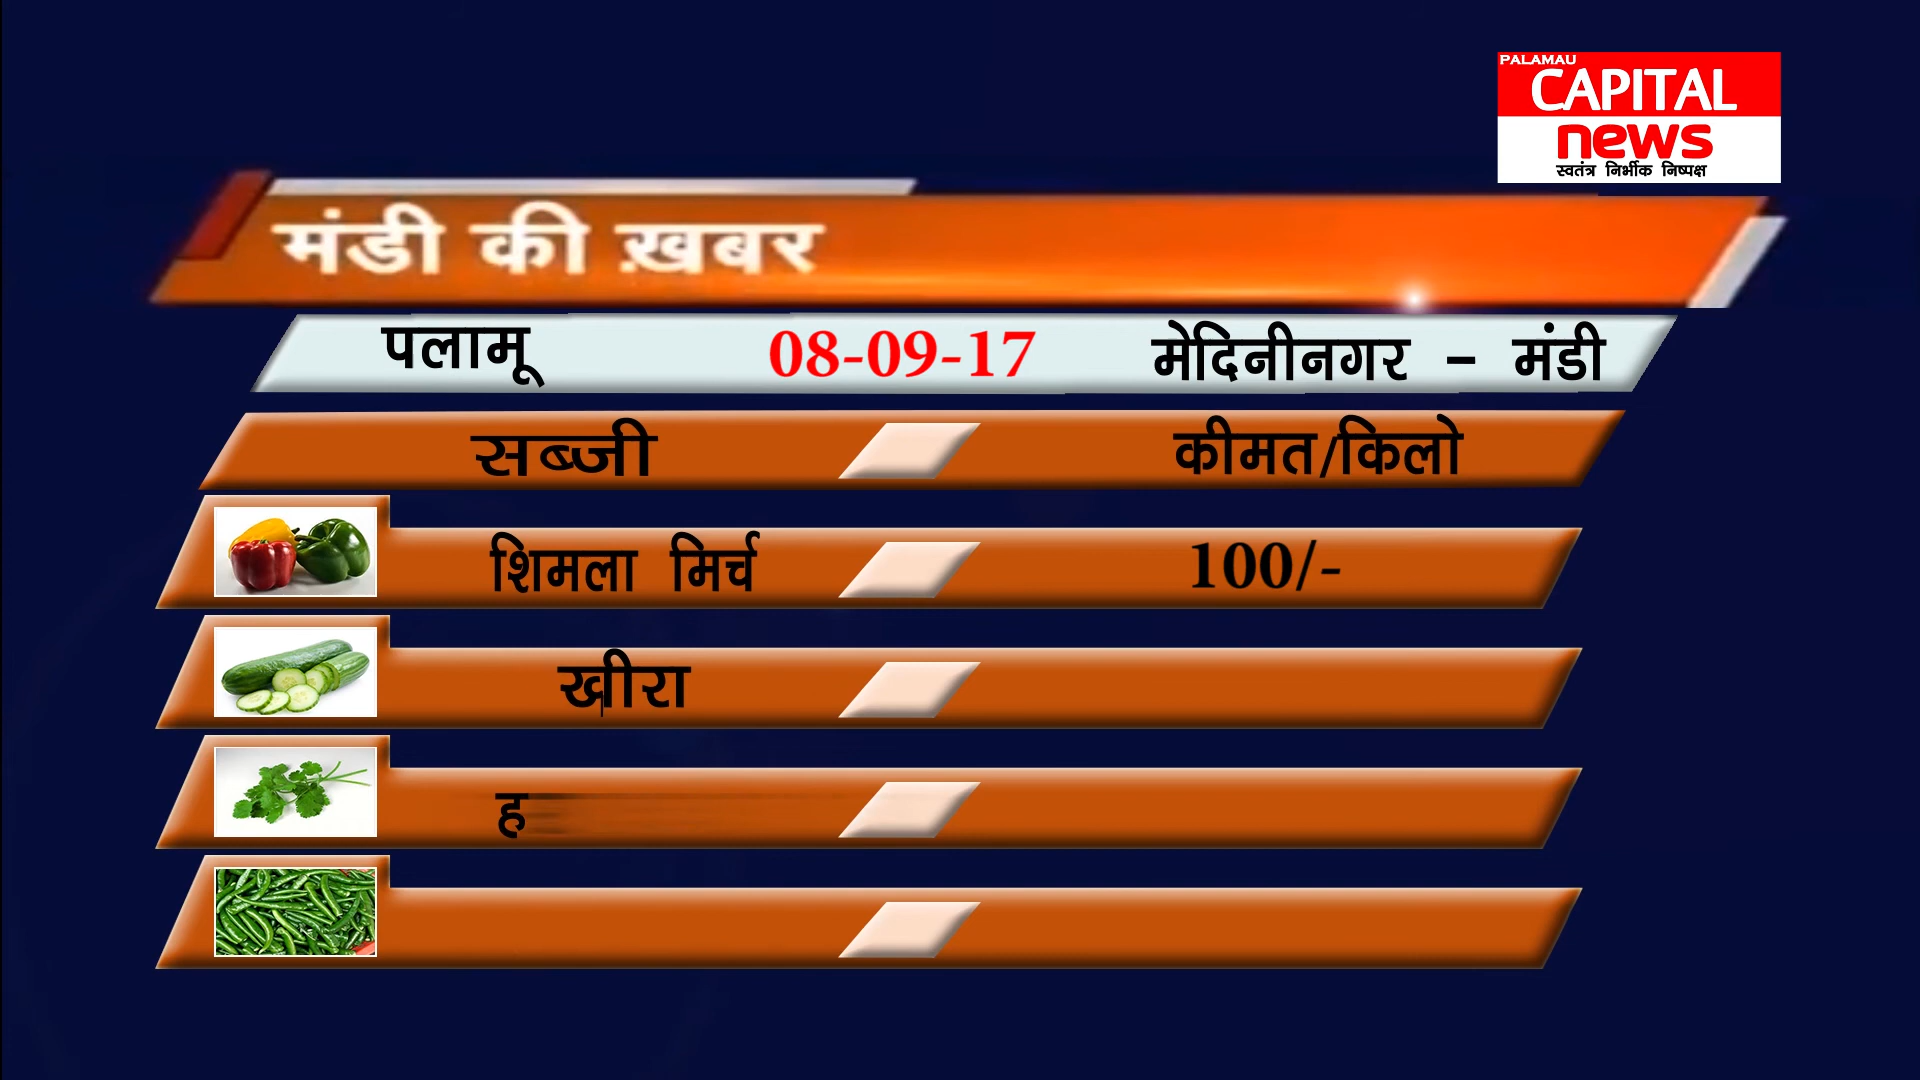 PALAMAU
CAPITAL
news
स्वतंत्र निर्भीक निष्पक्ष
मंडी की ख़बर
पलामू 08-09-17 मेदिनीनगर – मंडी
सब्जी कीमत/किलो
शिमला मिर्च 100/-
खीरा
ह